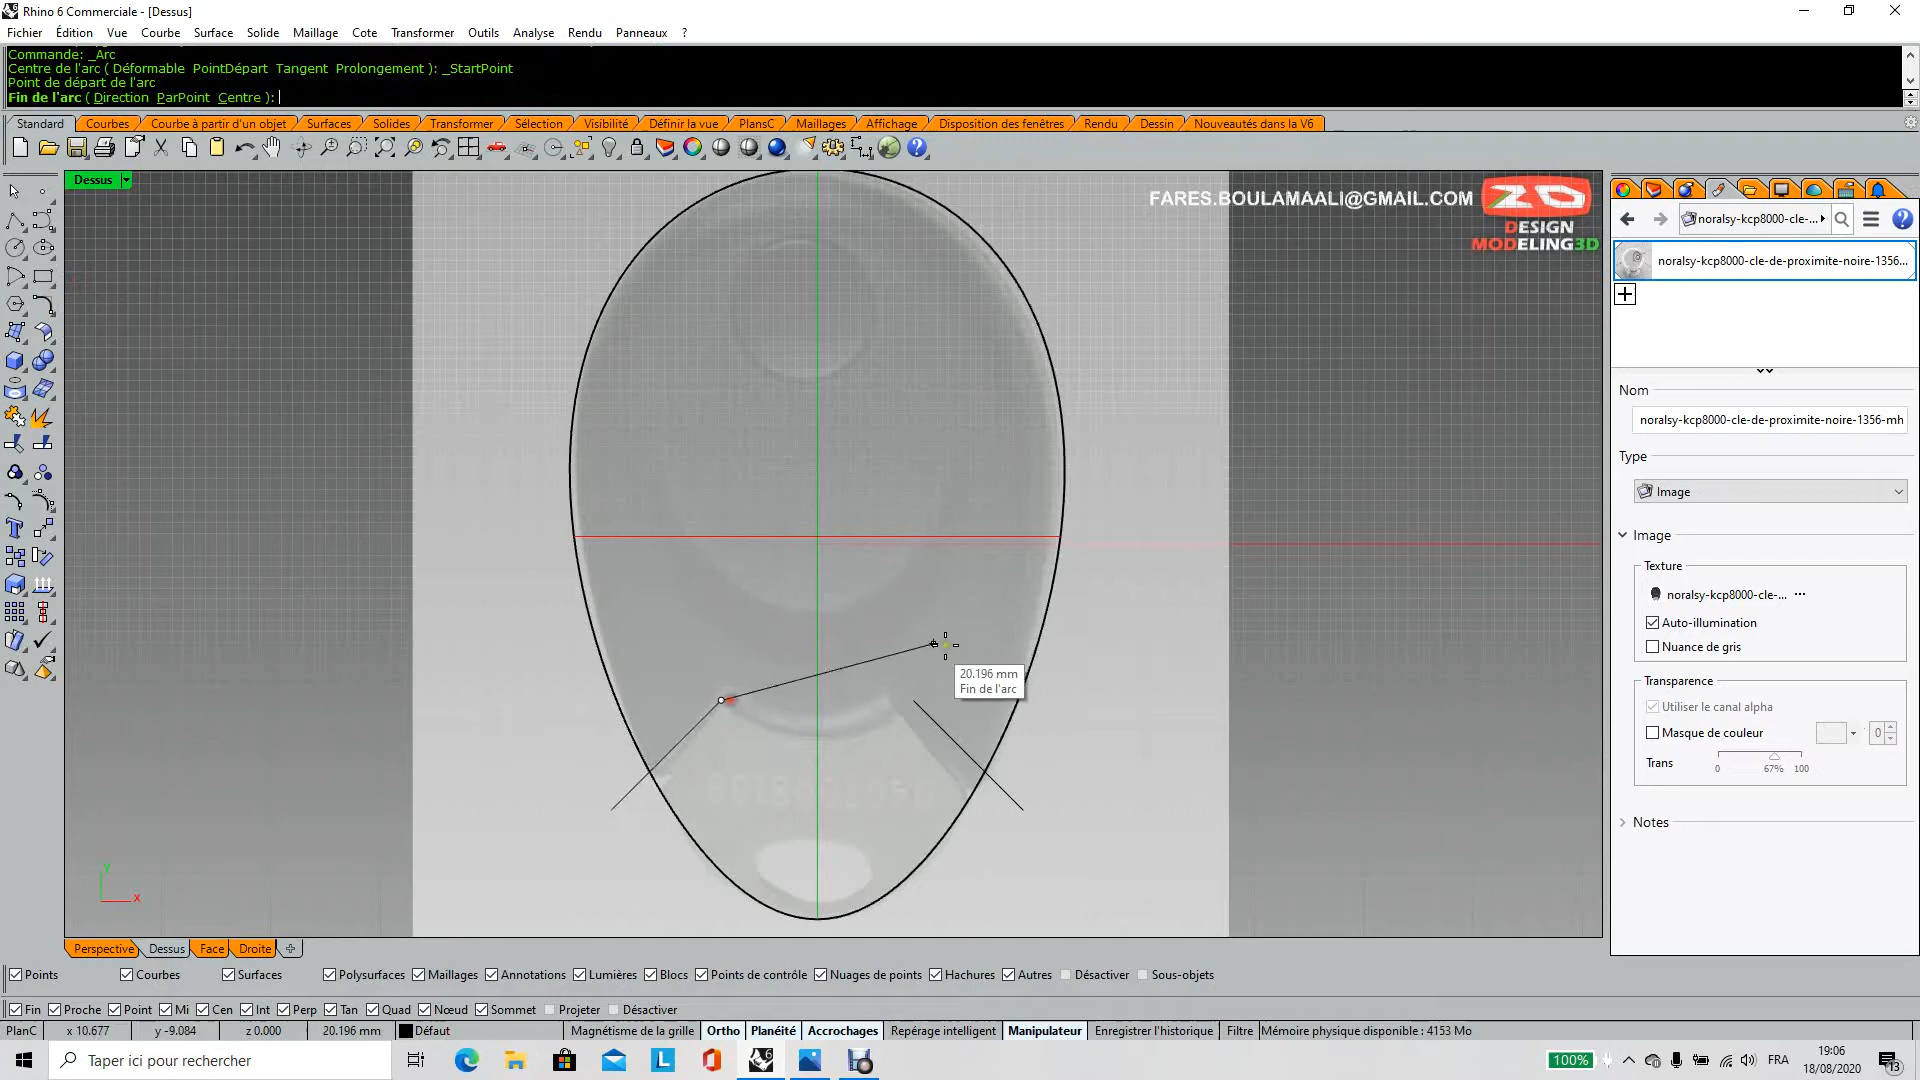 Rhino 6 Commerciale - [Dessus]
Fichier Édition Vue Courbe Surface Solide Maillage Cote Transformer Outils Analyse Rendu Panneaux ?
Commande: _Arc
Centre de l'arc ( Déformable PointDépart Tangent Prolongement ): _StartPoint
Point de départ de l'arc
Fin de l'arc ( Direction ParPoint Centre ):
Standard Courbes Courbe à partir d'un objet Surfaces Solides Transformer Sélection Visibilité Définir la vue PlansC Maillages Affichage Disposition des fenêtres Rendu Dessin Nouveautés dans la V6
Dessus
FARES.BOULAMAALI@GMAIL.COM
DESIGN
MODELING3D
noralsy-kcp8000-cle-...
noralsy-kcp8000-cle-de-proximite-noire-1356...
Nom
noralsy-kcp8000-cle-de-proximite-noire-1356-mh
Type
Image
Image
Texture
noralsy-kcp8000-cle-... ...
Auto-illumination
Nuance de gris
Transparence
Utiliser le canal alpha
Masque de couleur 0
Trans 0 67% 100
Notes
20.196 mm
Fin de l'arc
y
x
Perspective Dessus Face Droite
Points Courbes Surfaces Polysurfaces Maillages Annotations Lumières Blocs Points de contrôle Nuages de points Hachures Autres Désactiver Sous-objets
Fin Proche Point Mi Cen Int Perp Tan Quad Nœud Sommet Projeter Désactiver
PlanC x 10.677 y -9.084 z 0.000 20.196 mm Défaut Magnétisme de la grille Ortho Planéité Accrochages Repérage intelligent Manipulateur Enregistrer l'historique Filtre Mémoire physique disponible : 4153 Mo
Taper ici pour rechercher
100%
FRA
19:06
18/08/2020
13